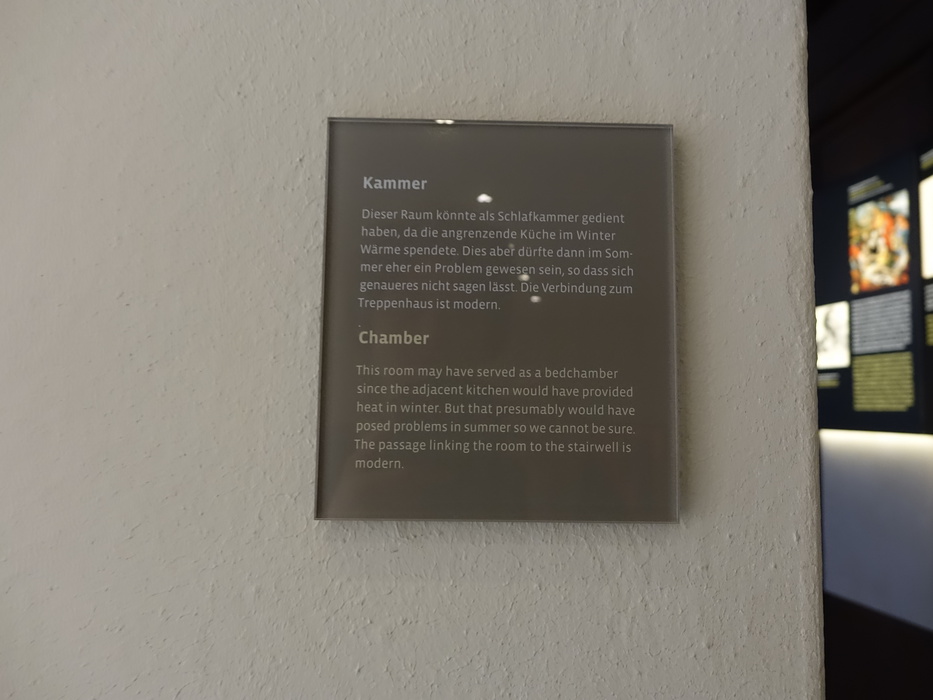 Kammer
Dieser Raum könnte als Schlafkammer gedient
haben, da die angrenzende Küche im Winter
Wärme spendete. Dies aber dürfte dann im Som-
mer eher ein Problem gewesen sein, so dass sich
genaueres nicht sagen lässt. Die Verbindung zum
Treppenhaus ist modern.
Chamber
This room may have served as a bedchamber
since the adjacent kitchen would have provided
heat in winter. But that presumably would have
posed problems in summer so we cannot be sure.
The passage linking the room to the stairwell is
modern.